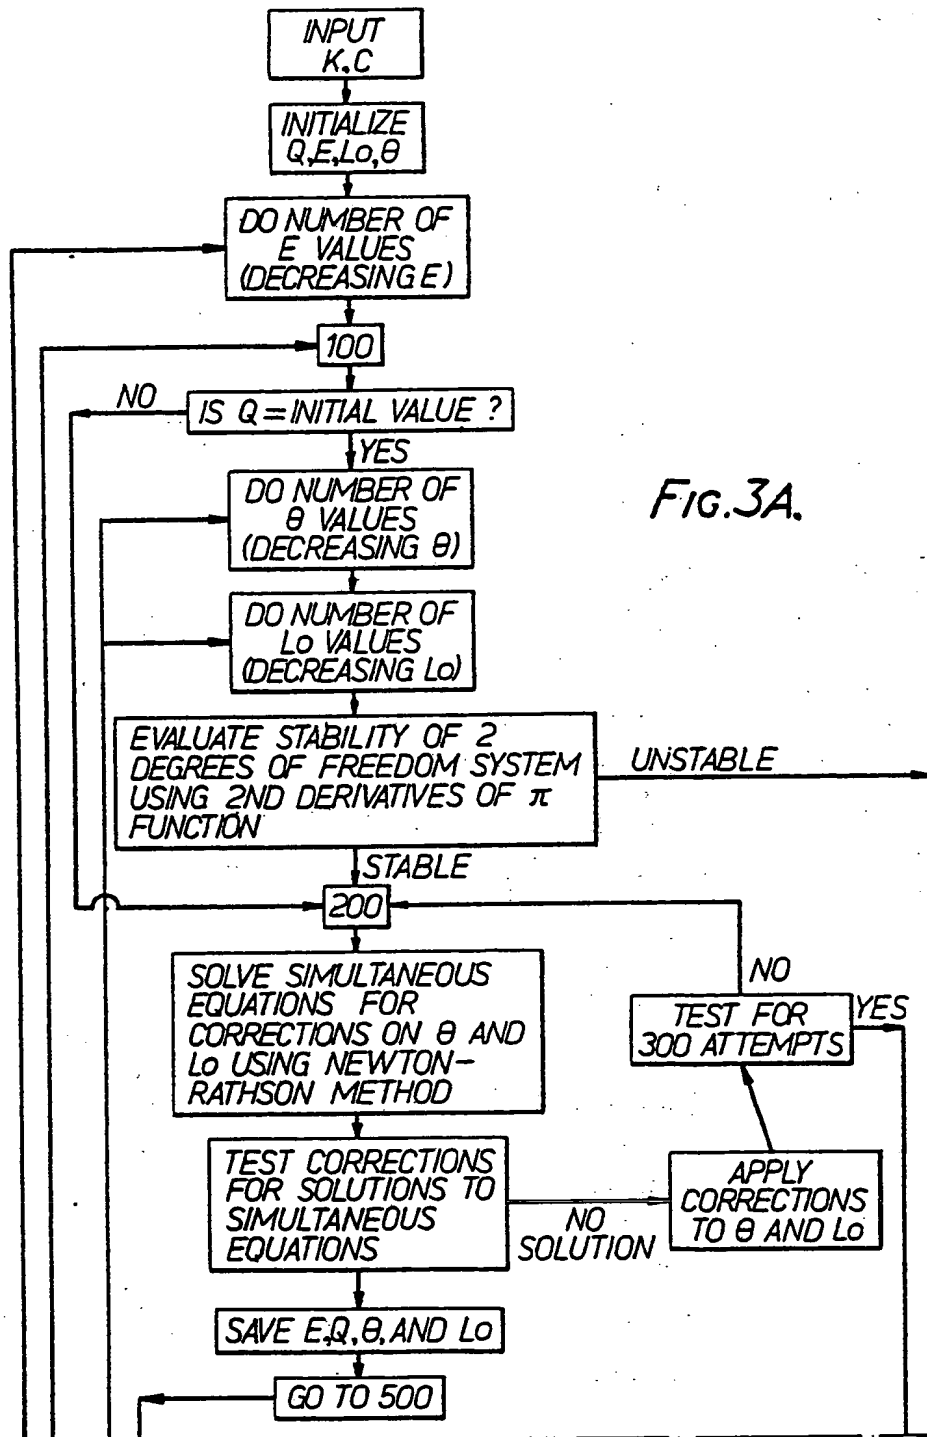 INPUT
K,C
INITIALIZE
Q,E,Lo,θ
DO NUMBER OF
E VALUES
(DECREASING E)
100
NO
IS Q=INITIAL VALUE ?
YES
DO NUMBER OF
θ VALUES
(DECREASING θ)
FIG.3A.
DO NUMBER OF
Lo VALUES
(DECREASING Lo)
EVALUATE STABILITY OF 2
DEGREES OF FREEDOM SYSTEM
USING 2ND DERIVATIVES OF π
FUNCTION
UNSTABLE
STABLE
200
SOLVE SIMULTANEOUS
EQUATIONS FOR
CORRECTIONS ON θ AND
Lo USING NEWTON-
RATHSON METHOD
NO
TEST FOR
300 ATTEMPTS
YES
TEST CORRECTIONS
FOR SOLUTIONS TO
SIMULTANEOUS
EQUATIONS
NO
SOLUTION
APPLY
CORRECTIONS
TO θ AND Lo
SAVE E,Q,θ,AND Lo
GO TO 500